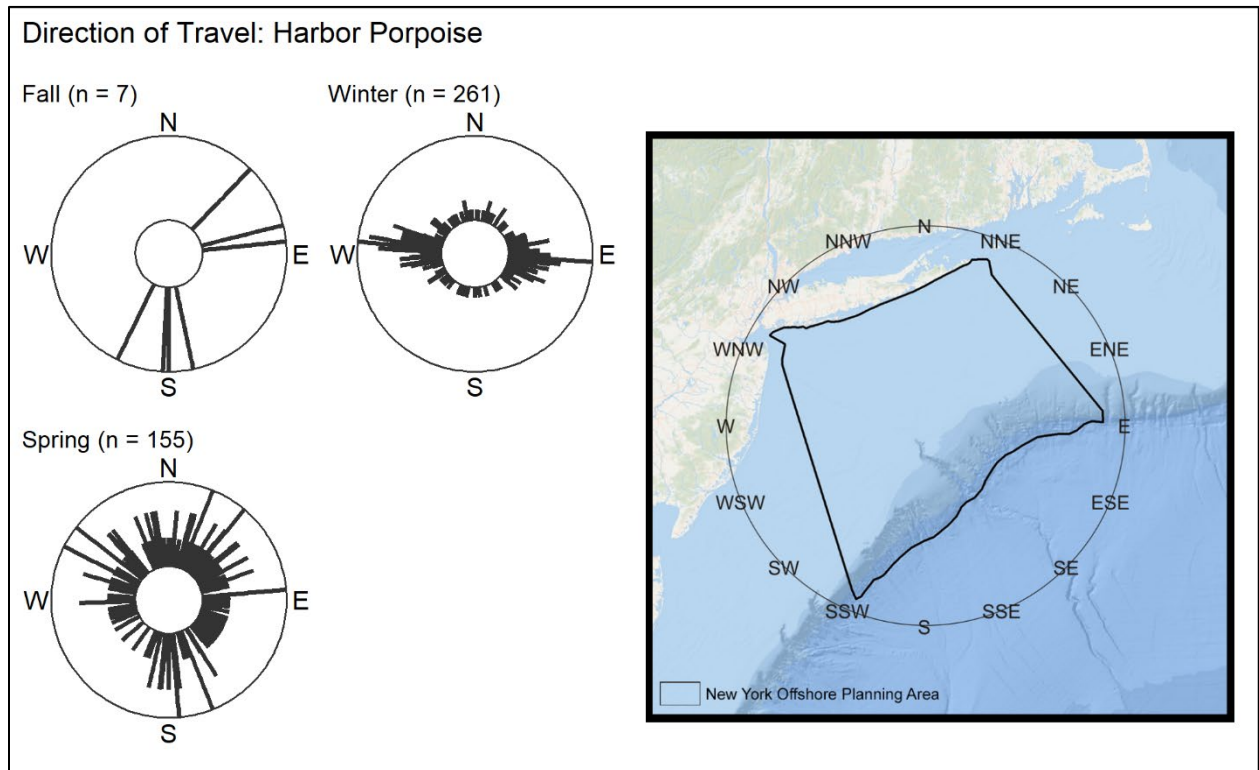 Direction of Travel: Harbor Porpoise
Fall (n = 7)
N
W
E
S
Winter (n = 261)
N
W
E
S
Spring (n = 155)
N
W
E
S
N
NNW
NNE
NW
NE
WNW
ENE
W
E
WSW
ESE
SW
SE
SSW
SSE
S
New York Offshore Planning Area